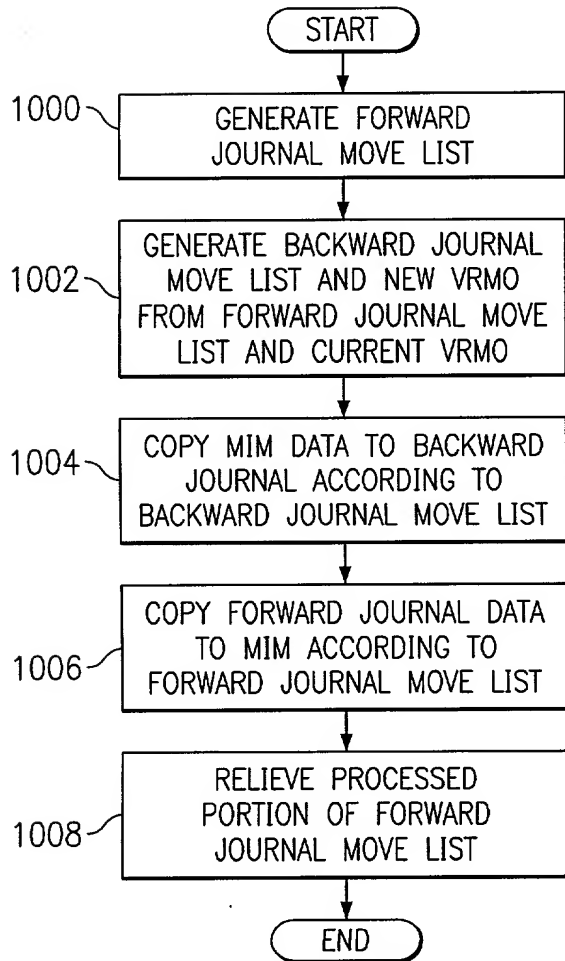 START
1000
GENERATE FORWARD
JOURNAL MOVE LIST
1002
GENERATE BACKWARD JOURNAL
MOVE LIST AND NEW VRMO
FROM FORWARD JOURNAL MOVE
LIST AND CURRENT VRMO
1004
COPY MIM DATA TO BACKWARD
JOURNAL ACCORDING TO
BACKWARD JOURNAL MOVE LIST
1006
COPY FORWARD JOURNAL DATA
TO MIM ACCORDING TO
FORWARD JOURNAL MOVE LIST
1008
RELIEVE PROCESSED
PORTION OF FORWARD
JOURNAL MOVE LIST
END